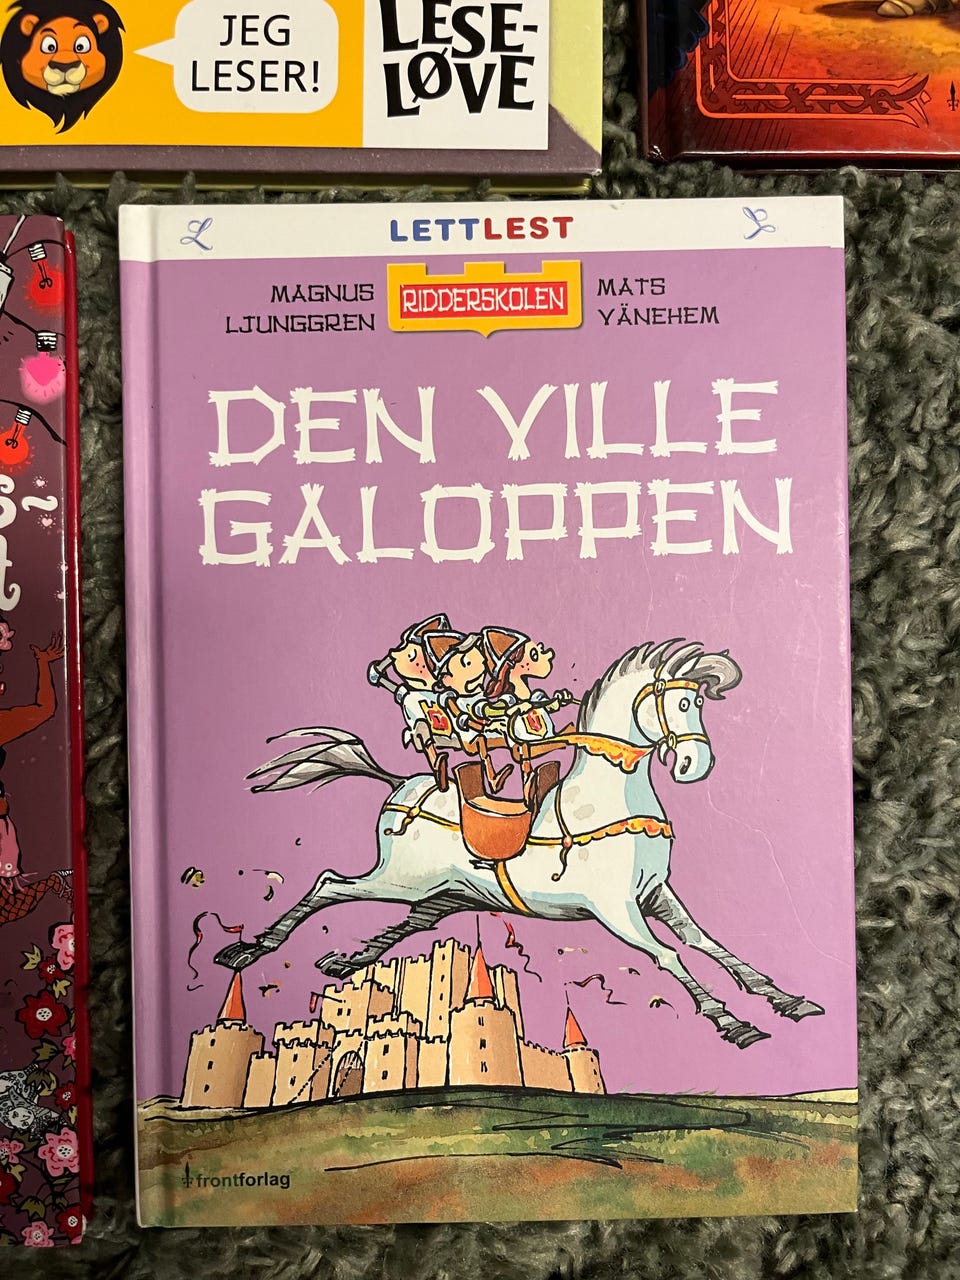 JEG
LESER!
LESE-
LØVE
LETTLEST
MAGNUS
LJUNGGREN
RIDDERSKOLEN
MATS
VÄNEHEM
DEN VILLE
GALOPPEN
frontforlag